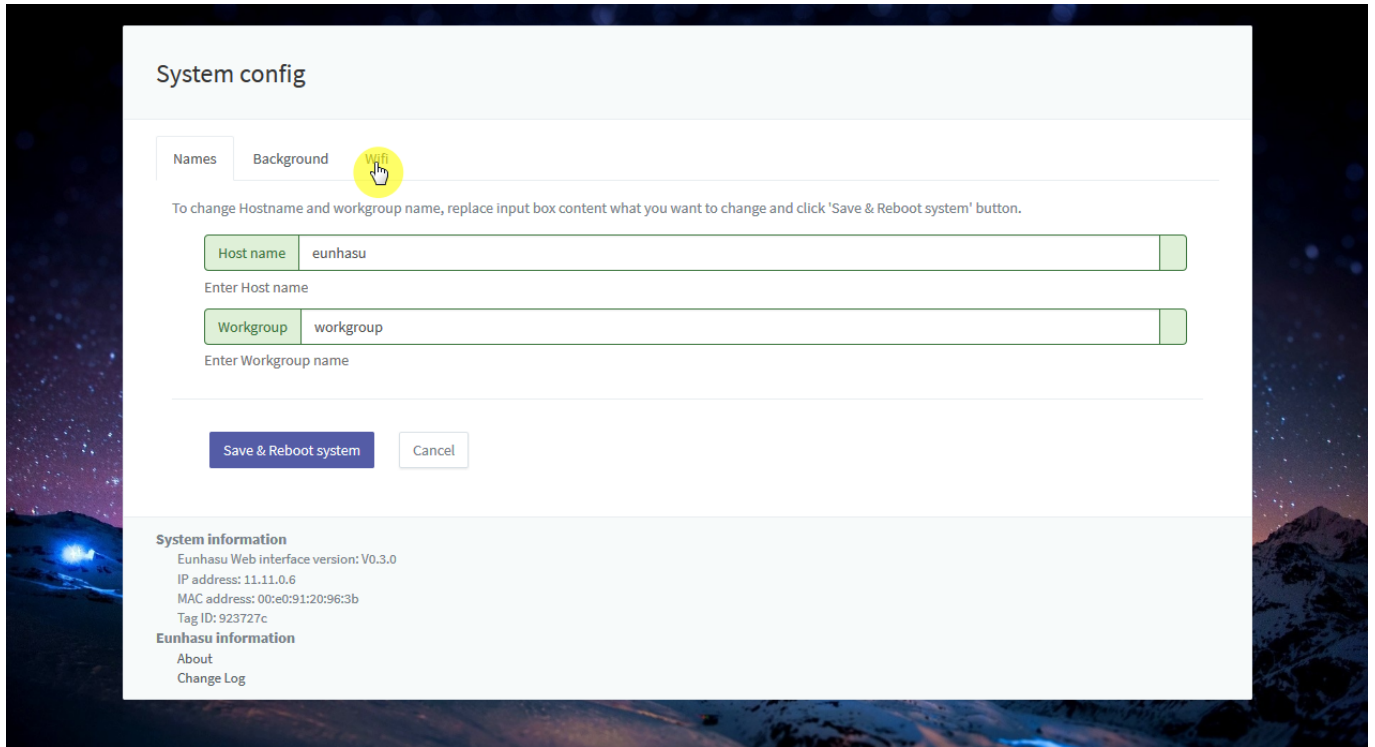 System config
Names Background Wifi
To change Hostname and workgroup name, replace input box content what you want to change and click 'Save & Reboot system' button.
Host name eunhasu
Enter Host name
Workgroup workgroup
Enter Workgroup name
Save & Reboot system Cancel
System information
Eunhasu Web interface version: V0.3.0
IP address: 11.11.0.6
MAC address: 00:e0:91:20:96:3b
Tag ID: 923727c
Eunhasu information
About
Change Log